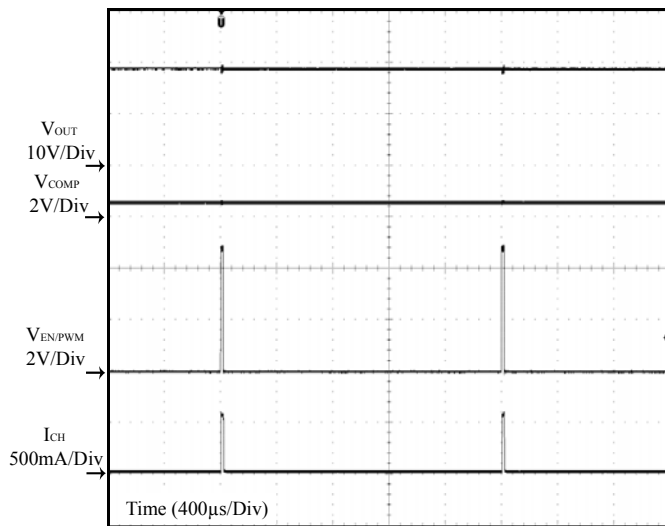 VOUT
10V/Div
VCOMP
2V/Div
VEN/PWM
2V/Div
ICH
500mA/Div
Time (400µs/Div)